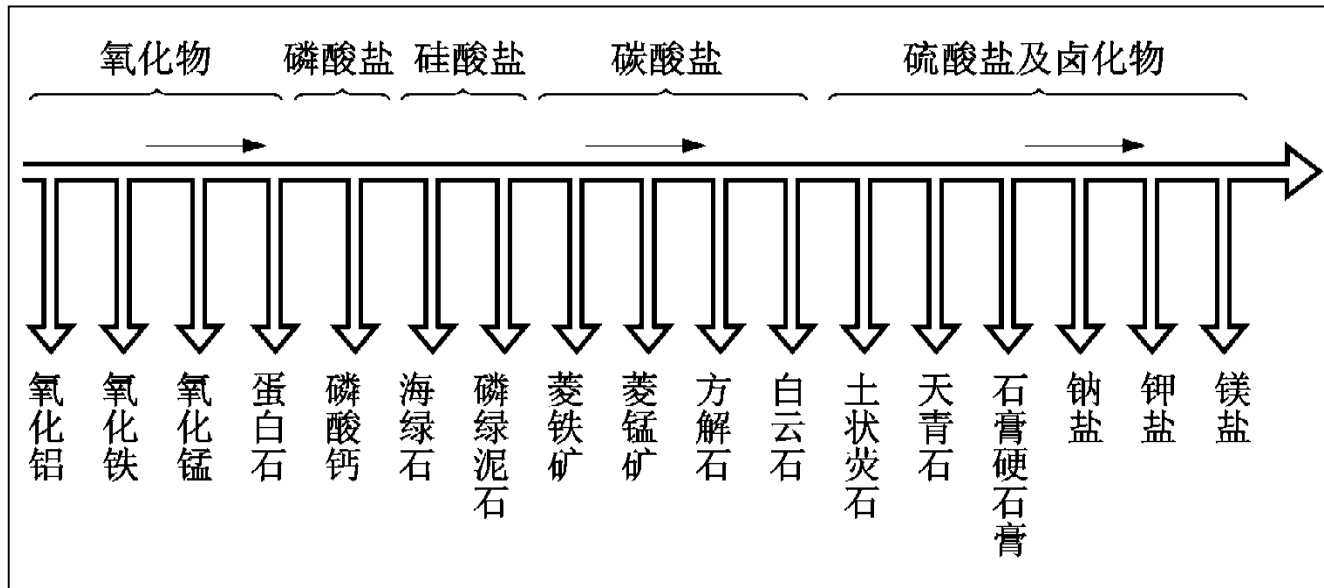 氧化物 磷酸盐 硅酸盐 碳酸盐 硫酸盐及卤化物
氧化铝
氧化铁
氧化锰
蛋白石
磷酸钙
海绿石
磷绿泥石
菱铁矿
菱锰矿
方解石
白云石
土状荧石
天青石
石膏硬石膏
钠盐
钾盐
镁盐